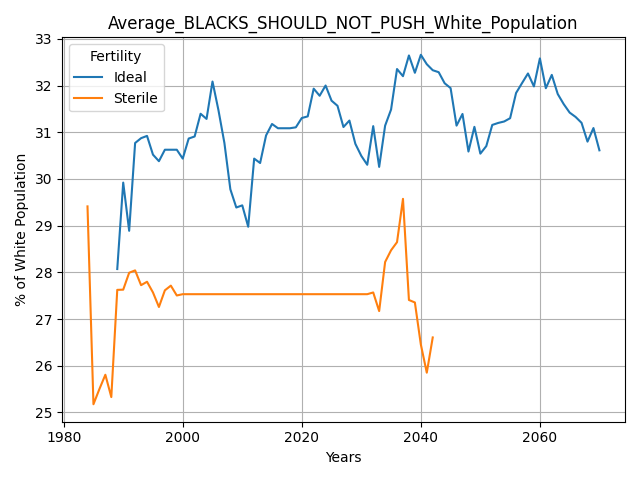 Average_BLACKS_SHOULD_NOT_PUSH_White_Population
Fertility
Ideal
Sterile
% of White Population
33
32
31
30
29
28
27
26
25
1980
2000
2020
2040
2060
Years